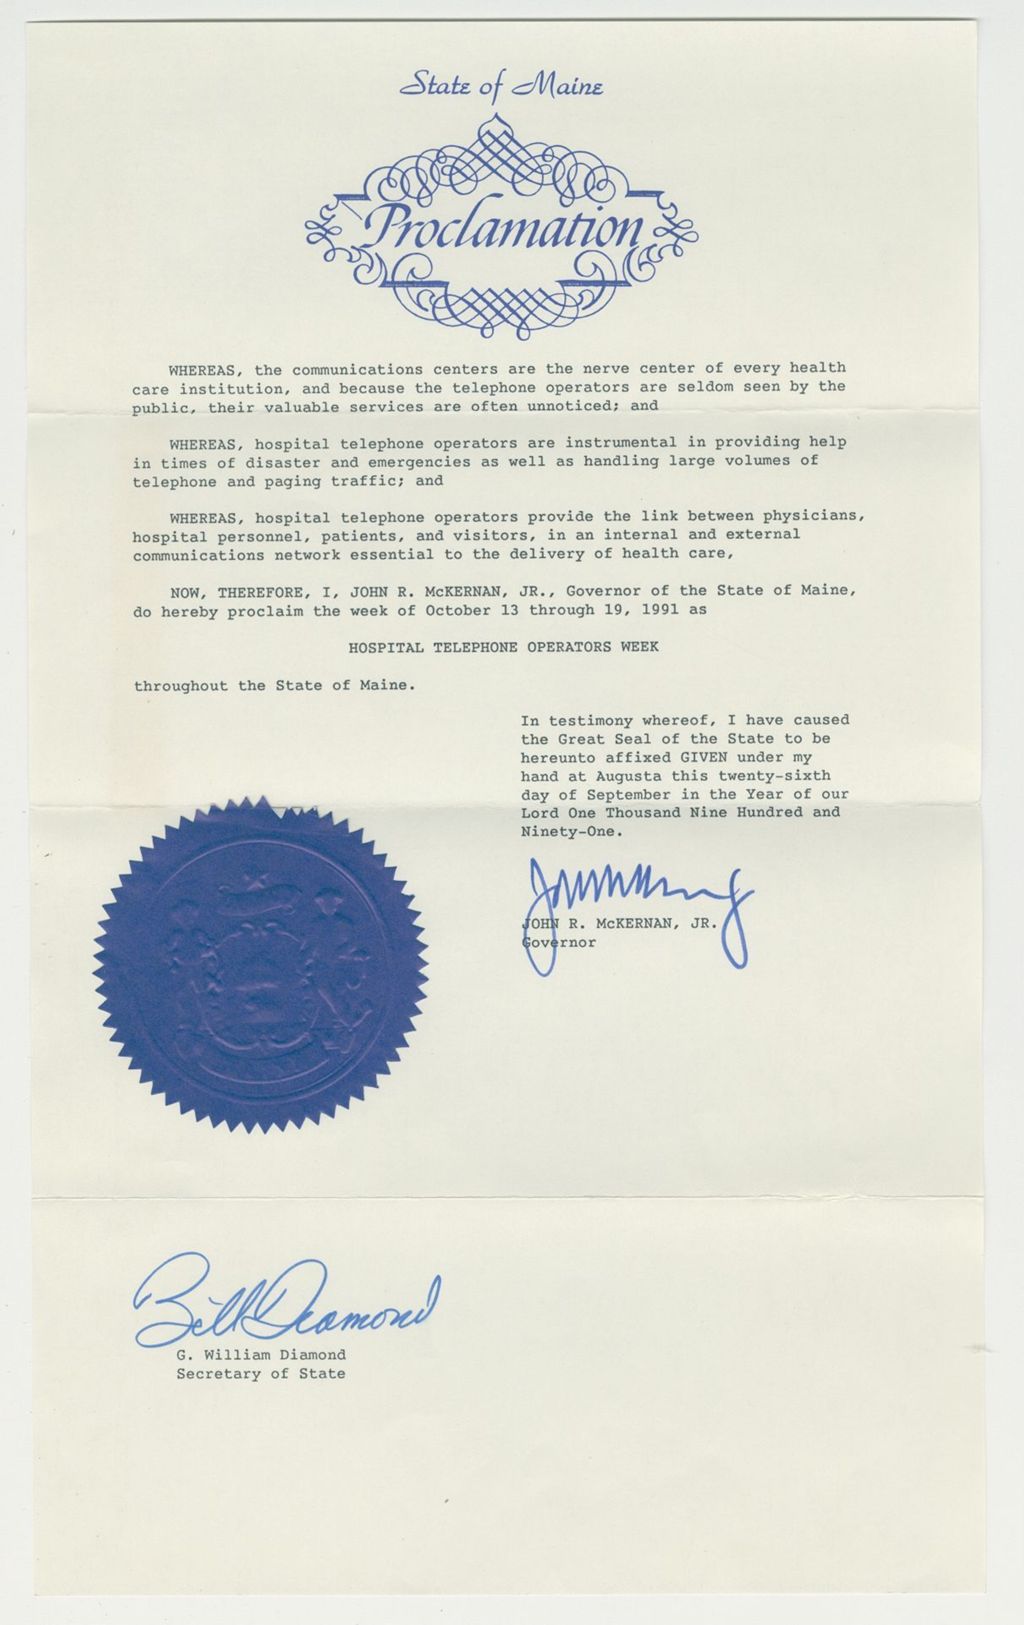 State of Maine
Proclamation
WHEREAS, the communications centers are the nerve center of every health
care institution, and because the telephone operators are seldom seen by the
public, their valuable services are often unnoticed; and
WHEREAS, hospital telephone operators are instrumental in providing help
in times of disaster and emergencies as well as handling large volumes of
telephone and paging traffic; and
WHEREAS, hospital telephone operators provide the link between physicians,
hospital personnel, patients, and visitors, in an internal and external
communications network essential to the delivery of health care,
NOW, THEREFORE, I, JOHN R. McKERNAN, JR., Governor of the State of Maine,
do hereby proclaim the week of October 13 through 19, 1991 as
HOSPITAL TELEPHONE OPERATORS WEEK
throughout the State of Maine.
In testimony whereof, I have caused
the Great Seal of the State to be
hereunto affixed GIVEN under my
hand at Augusta this twenty-sixth
day of September in the Year of our
Lord One Thousand Nine Hundred and
Ninety-One.
JOHN R. McKERNAN, JR.
Governor
Bill Diamond
G. William Diamond
Secretary of State